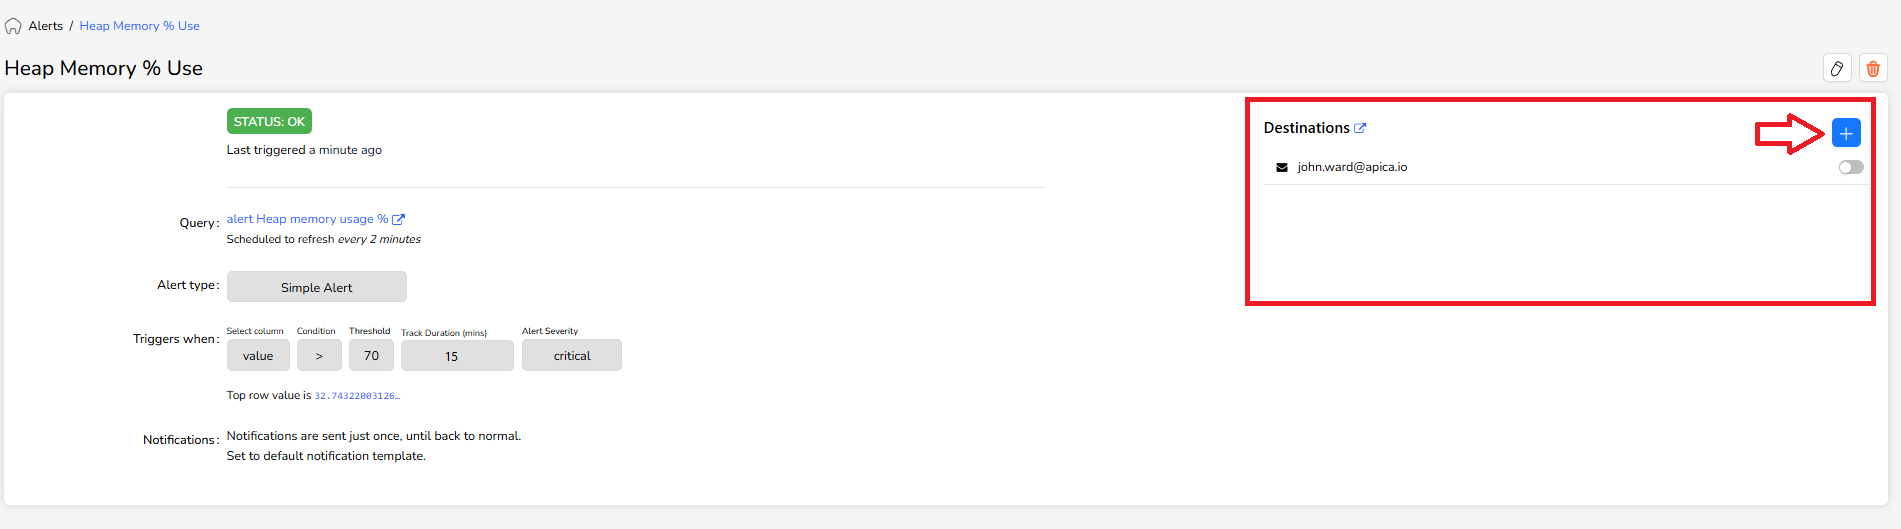 Alerts / Heap Memory % Use
Heap Memory % Use
STATUS: OK
Last triggered a minute ago
Query:
alert Heap memory usage %
Scheduled to refresh every 2 minutes
Alert type:
Simple Alert
Triggers when:
Select column Condition Threshold Track Duration (mins) Alert Severity
value > 70 15 critical
Top row value is 32.74322003126…
Notifications:
Notifications are sent just once, until back to normal.
Set to default notification template.
Destinations
john.ward@apica.io